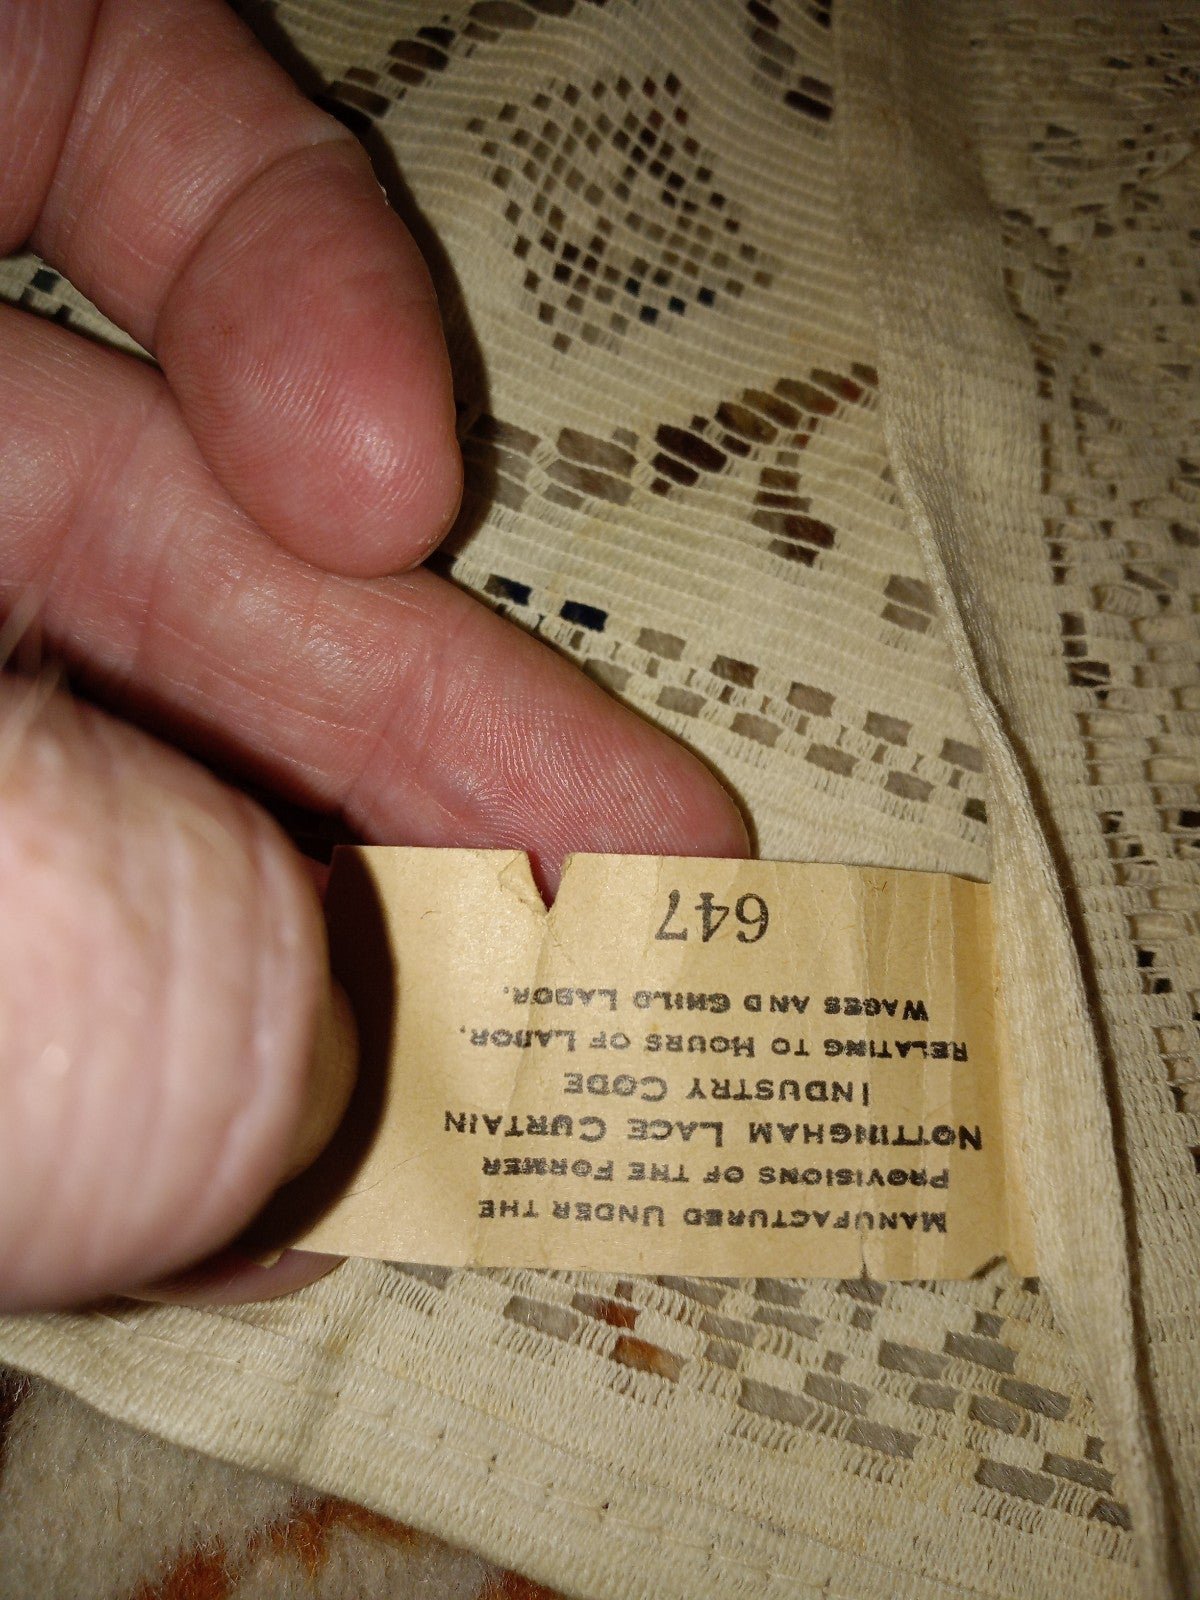 MANUFACTURED UNDER THE
PROVISIONS OF THE FORMER
NOTTINGHAM LACE CURTAIN
INDUSTRY CODE
RELATING TO HOURS OF LABOR,
WAGES AND CHILD LABOR.
647